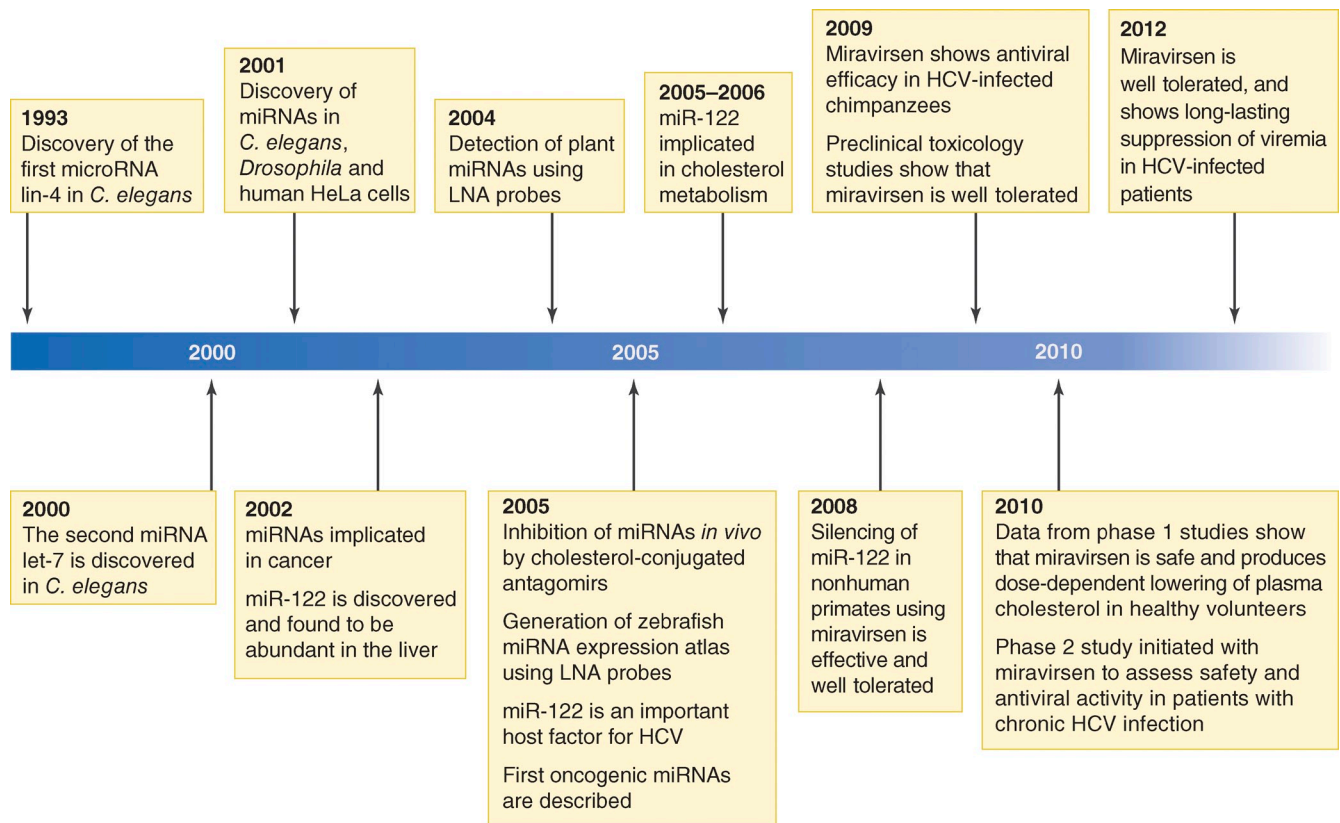 1993
Discovery of the
first microRNA
lin-4 in C. elegans
2001
Discovery of
miRNAs in
C. elegans,
Drosophila and
human HeLa cells
2004
Detection of plant
miRNAs using
LNA probes
2005–2006
miR-122
implicated
in cholesterol
metabolism
2009
Miravirsen shows antiviral
efficacy in HCV-infected
chimpanzees
Preclinical toxicology
studies show that
miravirsen is well tolerated
2012
Miravirsen is
well tolerated, and
shows long-lasting
suppression of viremia
in HCV-infected
patients
2000
2005
2010
2000
The second miRNA
let-7 is discovered
in C. elegans
2002
miRNAs implicated
in cancer
miR-122 is discovered
and found to be
abundant in the liver
2005
Inhibition of miRNAs in vivo
by cholesterol-conjugated
antagomirs
Generation of zebrafish
miRNA expression atlas
using LNA probes
miR-122 is an important
host factor for HCV
First oncogenic miRNAs
are described
2008
Silencing of
miR-122 in
nonhuman
primates using
miravirsen is
effective and
well tolerated
2010
Data from phase 1 studies show
that miravirsen is safe and produces
dose-dependent lowering of plasma
cholesterol in healthy volunteers
Phase 2 study initiated with
miravirsen to assess safety and
antiviral activity in patients with
chronic HCV infection